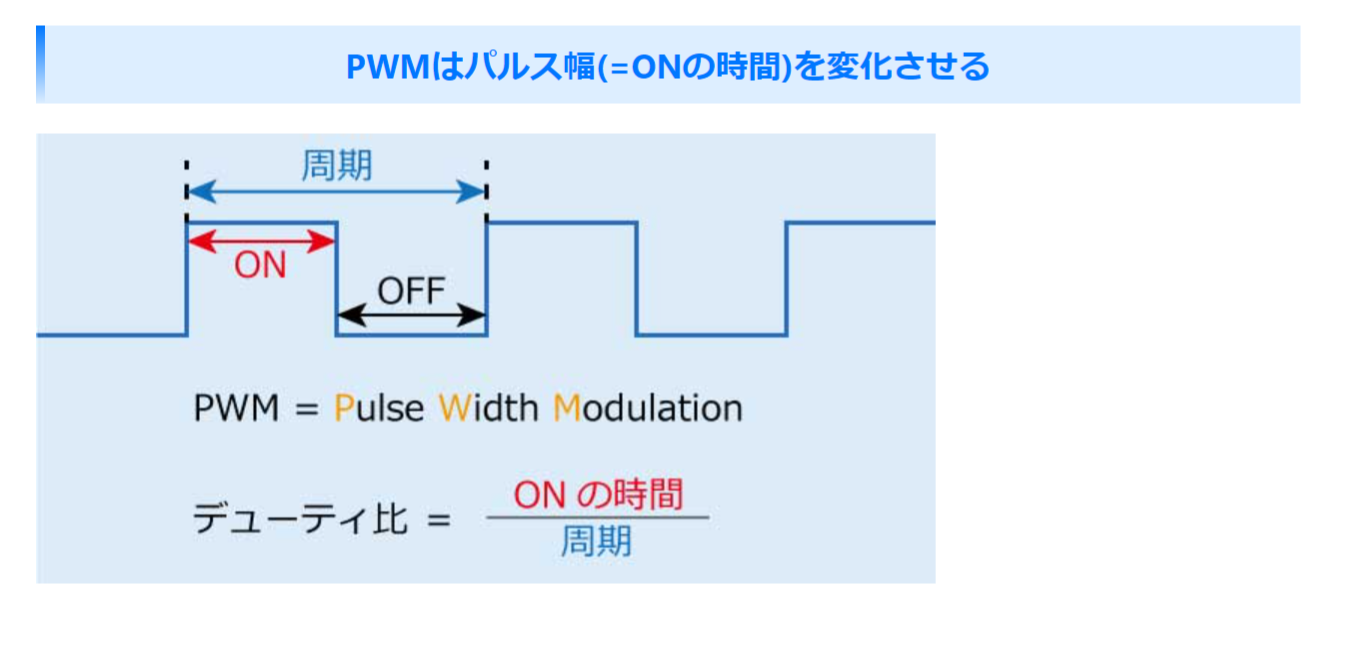 PWMはパルス幅(=ONの時間)を変化させる
周期
ON
OFF
PWM = Pulse Width Modulation
デューティ比 = ON の時間
周期